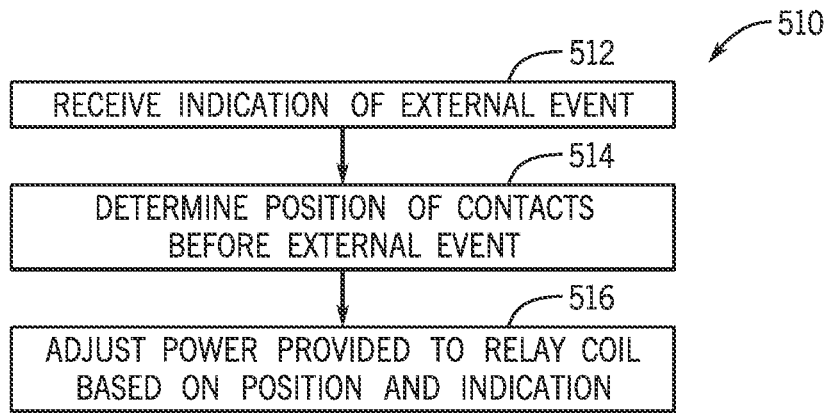 510
512
RECEIVE INDICATION OF EXTERNAL EVENT
514
DETERMINE POSITION OF CONTACTS
BEFORE EXTERNAL EVENT
516
ADJUST POWER PROVIDED TO RELAY COIL
BASED ON POSITION AND INDICATION